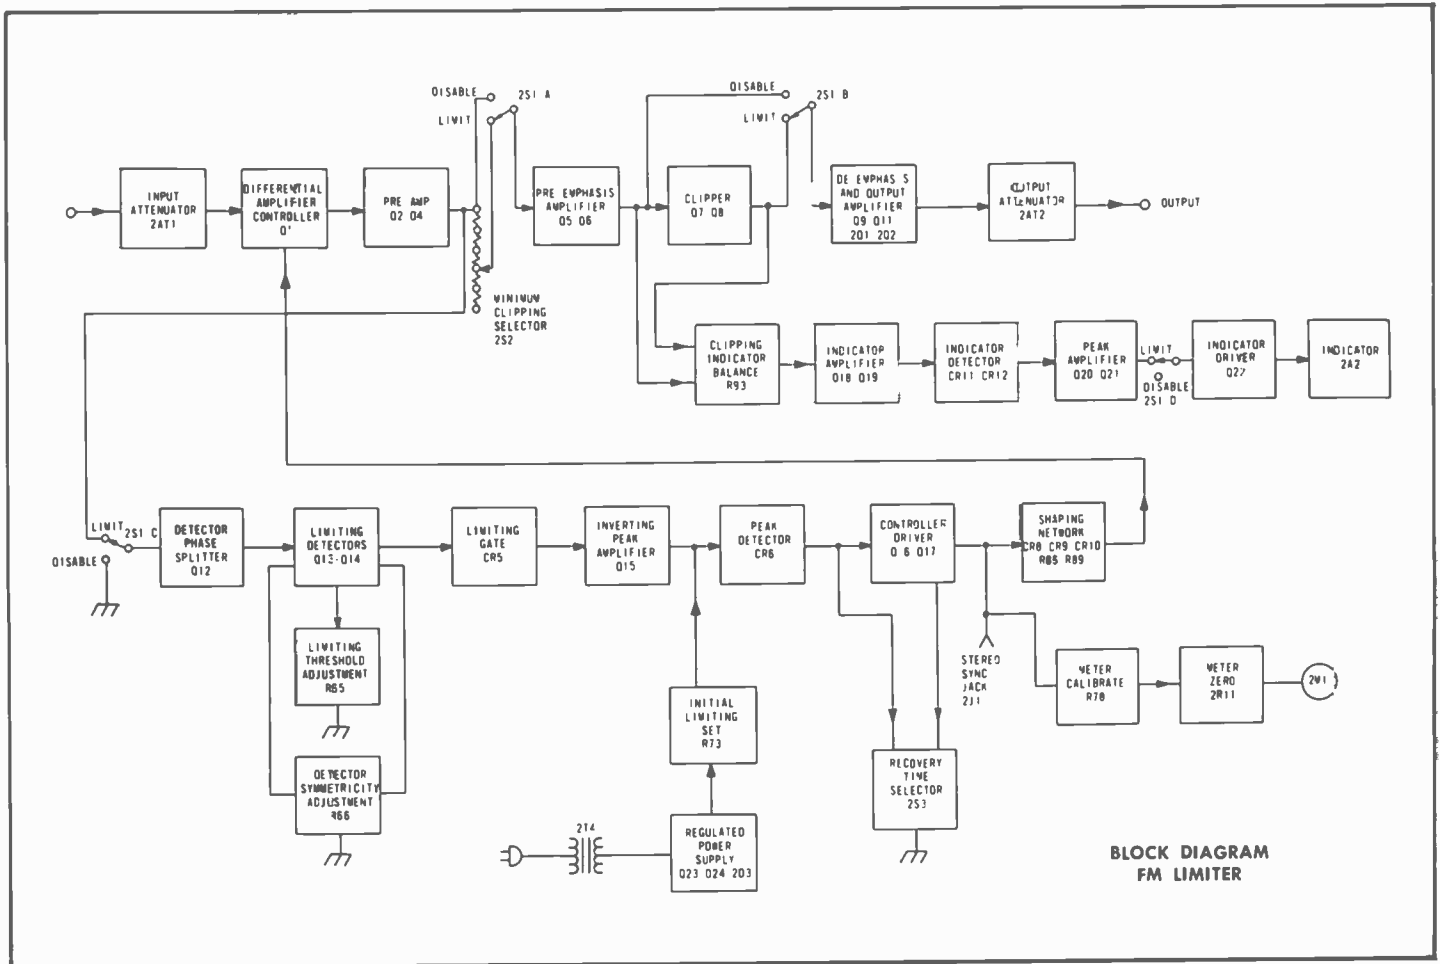 DISABLE
2S1 A
LIMIT
DISABLE
2S1 B
LIMIT
INPUT
ATTENUATOR
2AT1
DIFFERENTIAL
AMPLIFIER
CONTROLLER
PRE AMP
Q2 Q4
PRE EMPHASIS
AMPLIFIER
Q5 Q6
CLIPPER
Q7 Q8
DE EMPHAS S
AND OUTPUT
AMPLIFIER
Q9 Q11
2Q1 2Q2
OUTPUT
ATTENUATOR
2AT2
OUTPUT
MINIMUM
CLIPPING
SELECTOR
2S2
CLIPPING
INDICATOR
BALANCE
R93
INDICATOR
AMPLIFIER
Q18 Q19
INDICATOR
DETECTOR
CR11 CR12
PEAK
AMPLIFIER
Q20 Q21
LIMIT
DISABLE
2S1 D
INDICATOR
DRIVER
Q22
INDICATOR
2A2
LIMIT
2S1 C
DISABLE
DETECTOR
PHASE
SPLITTER
Q12
LIMITING
DETECTORS
Q13-Q14
LIMITING
GATE
CR5
INVERTING
PEAK
AMPLIFIER
Q15
PEAK
DETECTOR
CR6
CONTROLLER
DRIVER
Q 6 Q17
SHAPING
NETWORK
CR8 CR9 CR10
R85 R89
LIMITING
THRESHOLD
ADJUSTMENT
R65
STEREO
SYNC
JACK
2J1
METER
CALIBRATE
R78
METER
ZERO
2R11
2M1
INITIAL
LIMITING
SET
R73
DETECTOR
SYMMETRICITY
ADJUSTMENT
R66
RECOVERY
TIME
SELECTOR
2S3
2T4
REGULATED
POWER
SUPPLY
Q23 Q24 2Q3
BLOCK DIAGRAM
FM LIMITER